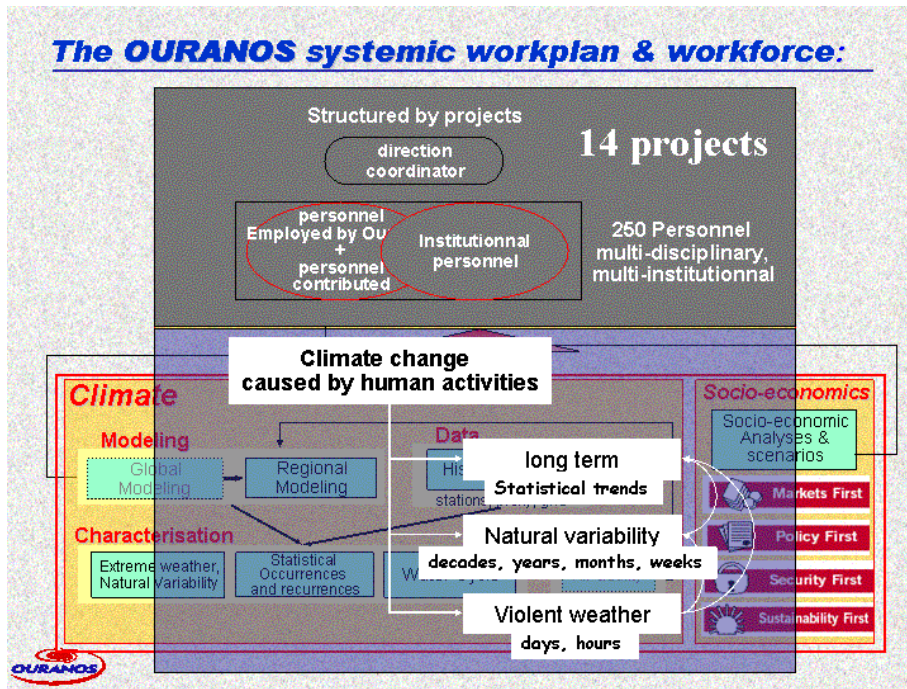 The OURANOS systemic workplan & workforce:
Structured by projects
14 projects
direction
coordinator
personnel
Employed by Ou
+
personnel
contributed
Institutionnal
personnel
250 Personnel
multi-disciplinary,
multi-institutionnal
Climate change
caused by human activities
Climate
Socio-economics
Modeling
Data
Socio-economic
Analyses &
scenarios
Global
Modeling
Regional
Modeling
His
stations
long term
Statistical trends
Markets First
Characterisation
Natural variability
decades, years, months, weeks
Policy First
Extreme weather,
Natural Variability
Statistical
Occurrences
and recurrences
Security First
Violent weather
days, hours
Sustainability First
OURANOS